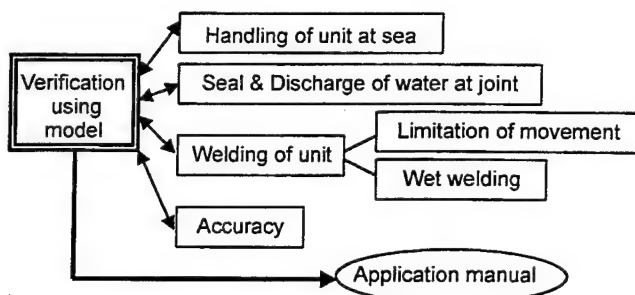 Handling of unit at sea
Verification
using
model
Seal & Discharge of water at joint
Limitation of movement
Welding of unit
Wet welding
Accuracy
Application manual